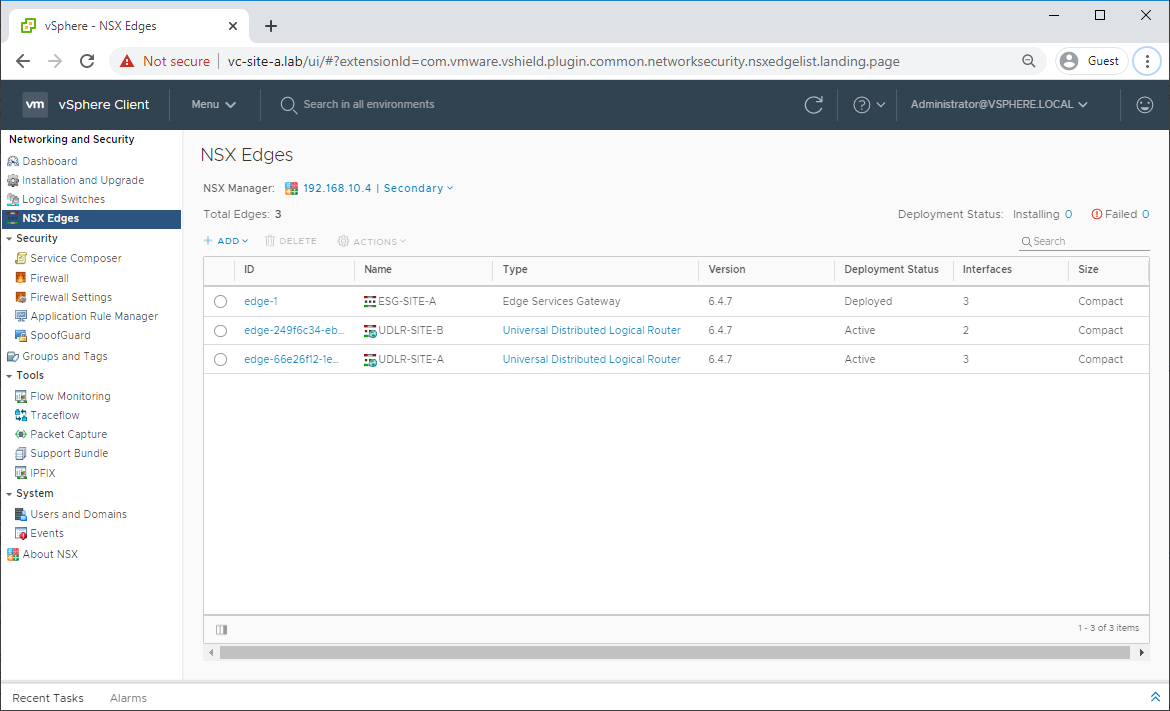 vSphere - NSX Edges
Not secure
vc-site-a.lab/ui/#?extensionId=com.vmware.vshield.plugin.common.networksecurity.nsxedgelist.landing.page
Guest
vm vSphere Client
Menu
Search in all environments
Administrator@VSPHERE.LOCAL
Networking and Security
Dashboard
Installation and Upgrade
Logical Switches
NSX Edges
Security
Service Composer
Firewall
Firewall Settings
Application Rule Manager
SpoofGuard
Groups and Tags
Tools
Flow Monitoring
Traceflow
Packet Capture
Support Bundle
IPFIX
System
Users and Domains
Events
About NSX
NSX Edges
NSX Manager: 192.168.10.4 | Secondary
Total Edges: 3
Deployment Status: Installing 0 Failed 0
+ ADD DELETE ACTIONS
Search
ID Name Type Version Deployment Status Interfaces Size
edge-1 ESG-SITE-A Edge Services Gateway 6.4.7 Deployed 3 Compact
edge-249f6c34-eb... UDLR-SITE-B Universal Distributed Logical Router 6.4.7 Active 2 Compact
edge-66e26f12-1e... UDLR-SITE-A Universal Distributed Logical Router 6.4.7 Active 3 Compact
1 - 3 of 3 items
Recent Tasks Alarms